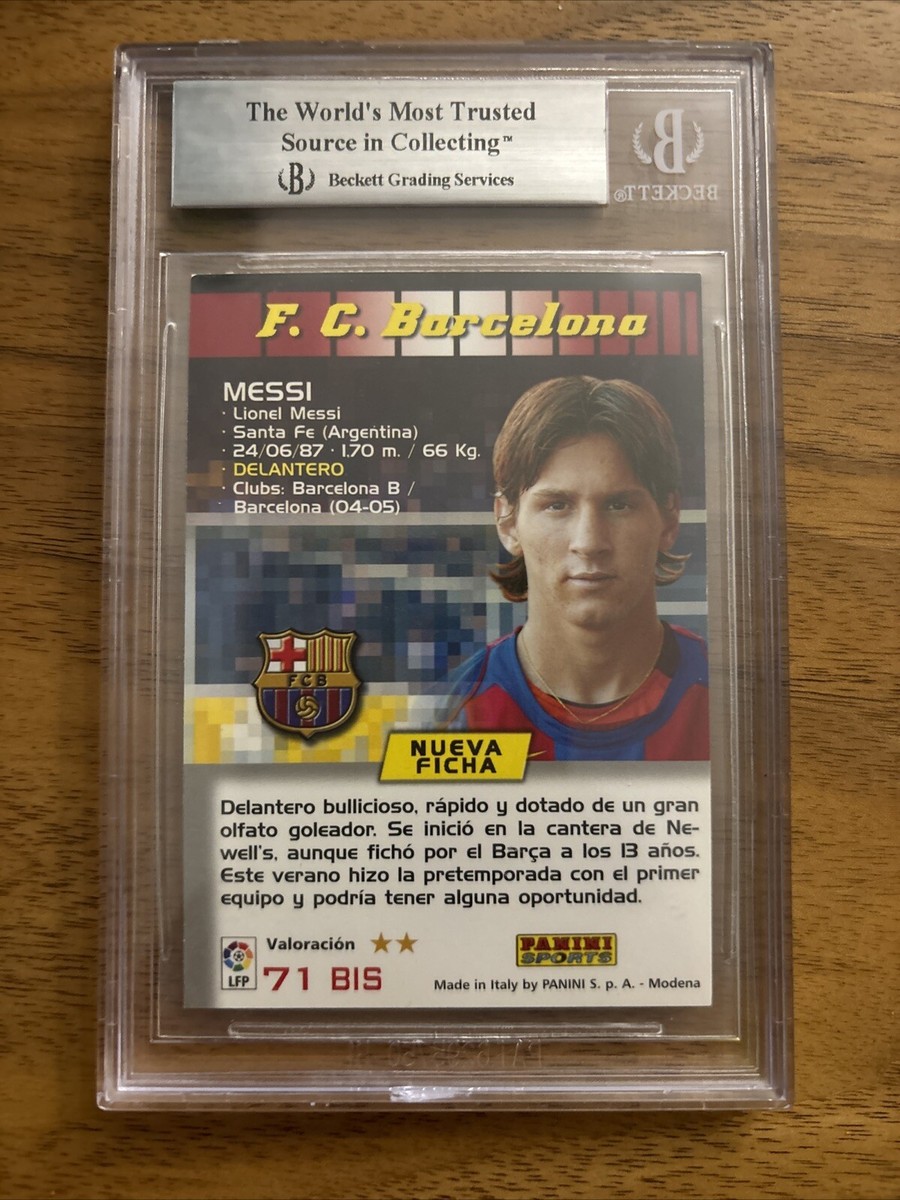 The World's Most Trusted
Source in Collecting™
B Beckett Grading Services
B
BECKETT®
F. C. Barcelona
MESSI
· Lionel Messi
· Santa Fe (Argentina)
· 24/06/87 · 1.70 m. / 66 Kg.
· DELANTERO
· Clubs: Barcelona B /
Barcelona (04-05)
FCB
NUEVA
FICHA
Delantero bullicioso, rápido y dotado de un gran
olfato goleador. Se inició en la cantera de Ne-
well's, aunque fichó por el Barça a los 13 años.
Este verano hizo la pretemporada con el primer
equipo y podría tener alguna oportunidad.
Valoración ★★
LFP
71 BIS
PANINI
SPORTS
Made in Italy by PANINI S. p. A. - Modena